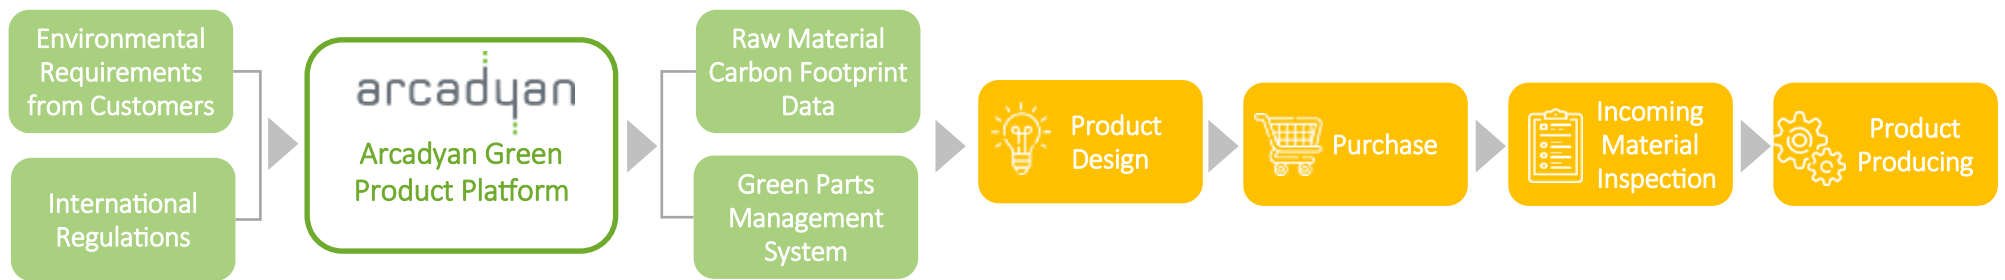 Environmental
Requirements
from Customers
International
Regulations
arcadyan
Arcadyan Green
Product Platform
Raw Material
Carbon Footprint
Data
Green Parts
Management
System
Product
Design
Purchase
Incoming
Material
Inspection
Product
Producing